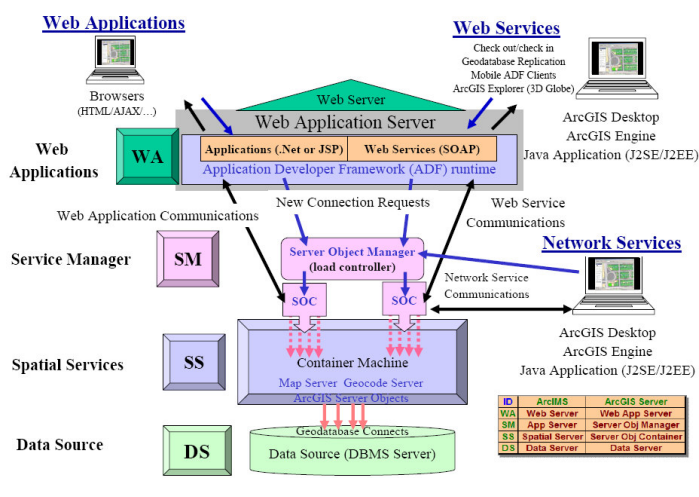 Web Applications
Browsers
(HTML/AJAX/…)
Web Services
Check out/check in
Geodatabase Replication
Mobile ADF Clients
ArcGIS Explorer (3D Globe)
ArcGIS Desktop
ArcGIS Engine
Java Application (J2SE/J2EE)
Web Server
Web Application Server
Web
Applications
WA
Applications (.Net or JSP)
Web Services (SOAP)
Application Developer Framework (ADF) runtime
Web Application Communications
New Connection Requests
Web Service
Communications
Service Manager
SM
Server Object Manager
(load controller)
SOC
SOC
Network Services
Network Service
Communications
ArcGIS Desktop
ArcGIS Engine
Java Application (J2SE/J2EE)
Spatial Services
SS
Container Machine
Map Server Geocode Server
ArcGIS Server Objects
Data Source
DS
Geodatabase Connects
Data Source (DBMS Server)
ID ArcIMS ArcGIS Server
WA Web Server Web App Server
SM App Server Server Obj Manager
SS Spatial Server Server Obj Container
DS Data Server Data Server